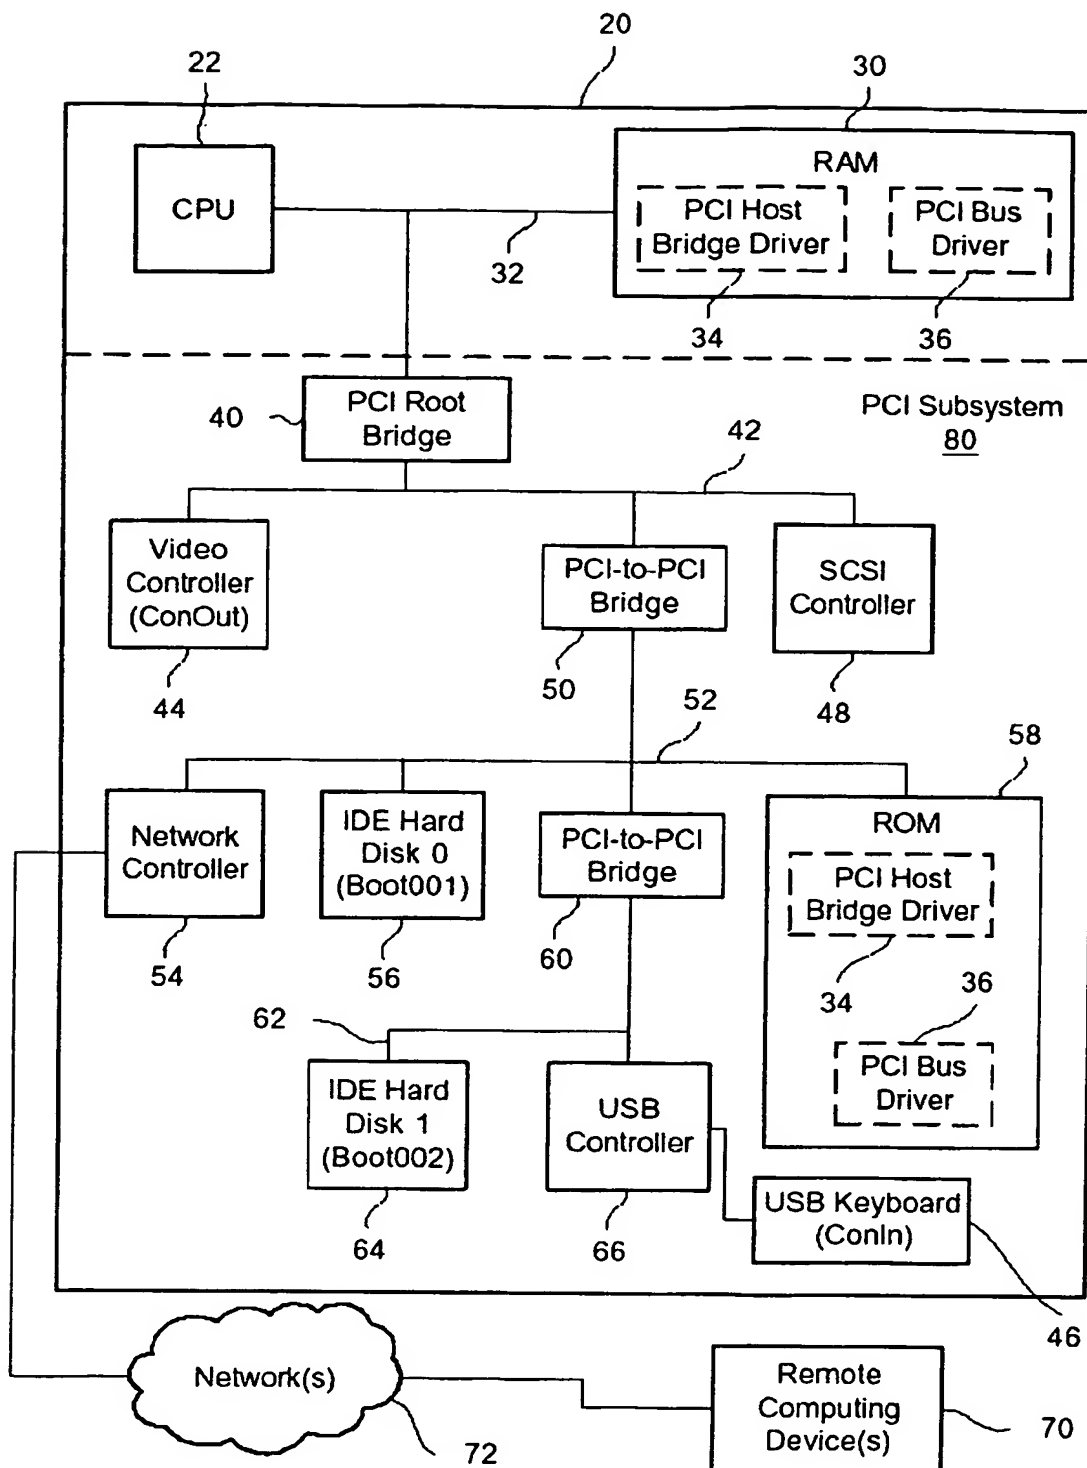 20
22
30
CPU
RAM
PCI Host
Bridge Driver
PCI Bus
Driver
32
34
36
PCI Root
Bridge
40
PCI Subsystem
80
42
Video
Controller
(ConOut)
PCI-to-PCI
Bridge
SCSI
Controller
44
50
48
52
58
Network
Controller
IDE Hard
Disk 0
(Boot001)
PCI-to-PCI
Bridge
ROM
PCI Host
Bridge Driver
54
56
60
34
36
62
PCI Bus
Driver
IDE Hard
Disk 1
(Boot002)
USB
Controller
USB Keyboard
(ConIn)
64
66
46
Network(s)
72
Remote
Computing
Device(s)
70